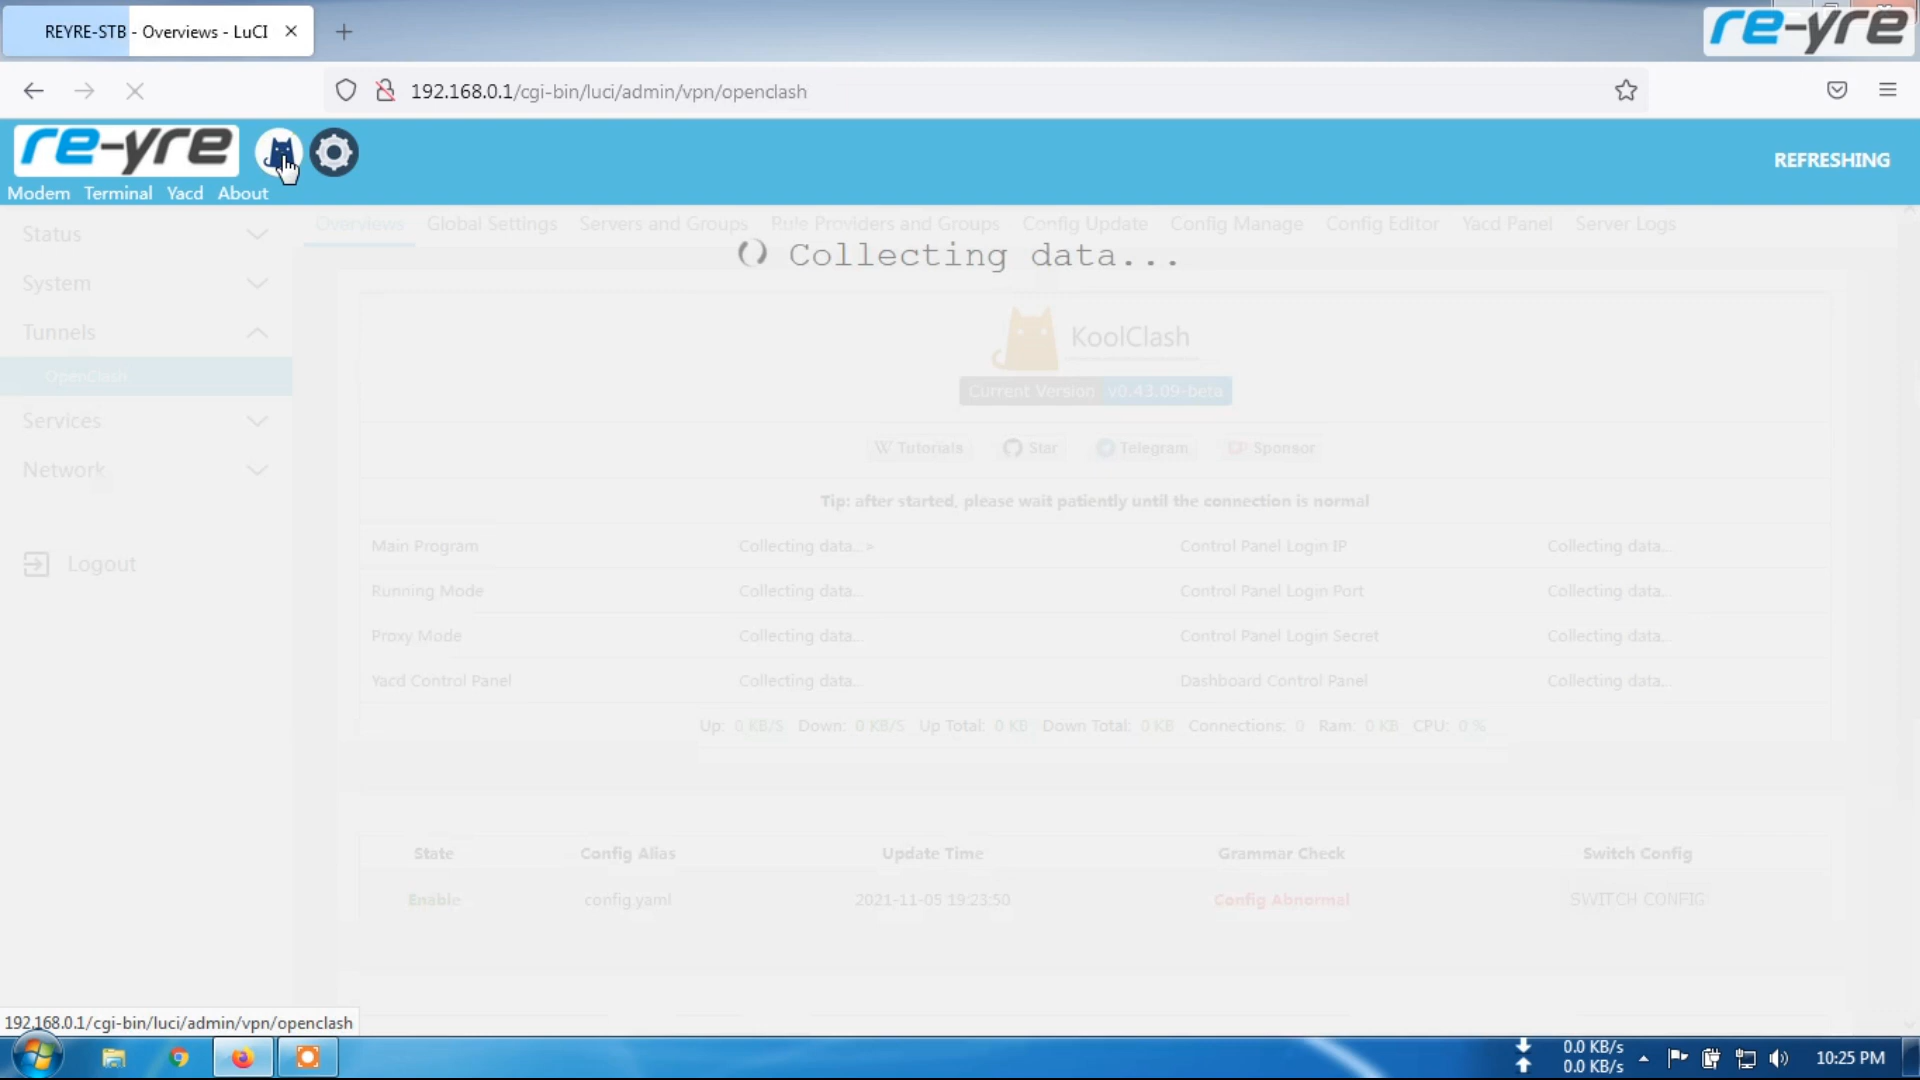 REYRE-STB - Overviews - LuCI
re-yre
192.168.0.1/cgi-bin/luci/admin/vpn/openclash
re-yre
REFRESHING
Modem Terminal Yacd About
Status
System
Tunnels
OpenClash
Services
Network
Logout
Overviews Global Settings Servers and Groups Rule Providers and Groups Config Update Config Manage Config Editor Yacd Panel Server Logs
Collecting data...
KoolClash
Current Version v0.43.09-beta
Tutorials Star Telegram Sponsor
Tip: after started, please wait patiently until the connection is normal
Main Program Collecting data...> Control Panel Login IP Collecting data...
Running Mode Collecting data... Control Panel Login Port Collecting data...
Proxy Mode Collecting data... Control Panel Login Secret Collecting data...
Yacd Control Panel Collecting data... Dashboard Control Panel Collecting data...
Up: 0 KB/S Down: 0 KB/S Up Total: 0 KB Down Total: 0 KB Connections: 0 Ram: 0 KB CPU: 0 %
State Config Alias Update Time Grammar Check Switch Config
Enable config.yaml 2021-11-05 19:23:50 Config Abnormal SWITCH CONFIG
192.168.0.1/cgi-bin/luci/admin/vpn/openclash
0.0 KB/s
0.0 KB/s
10:25 PM